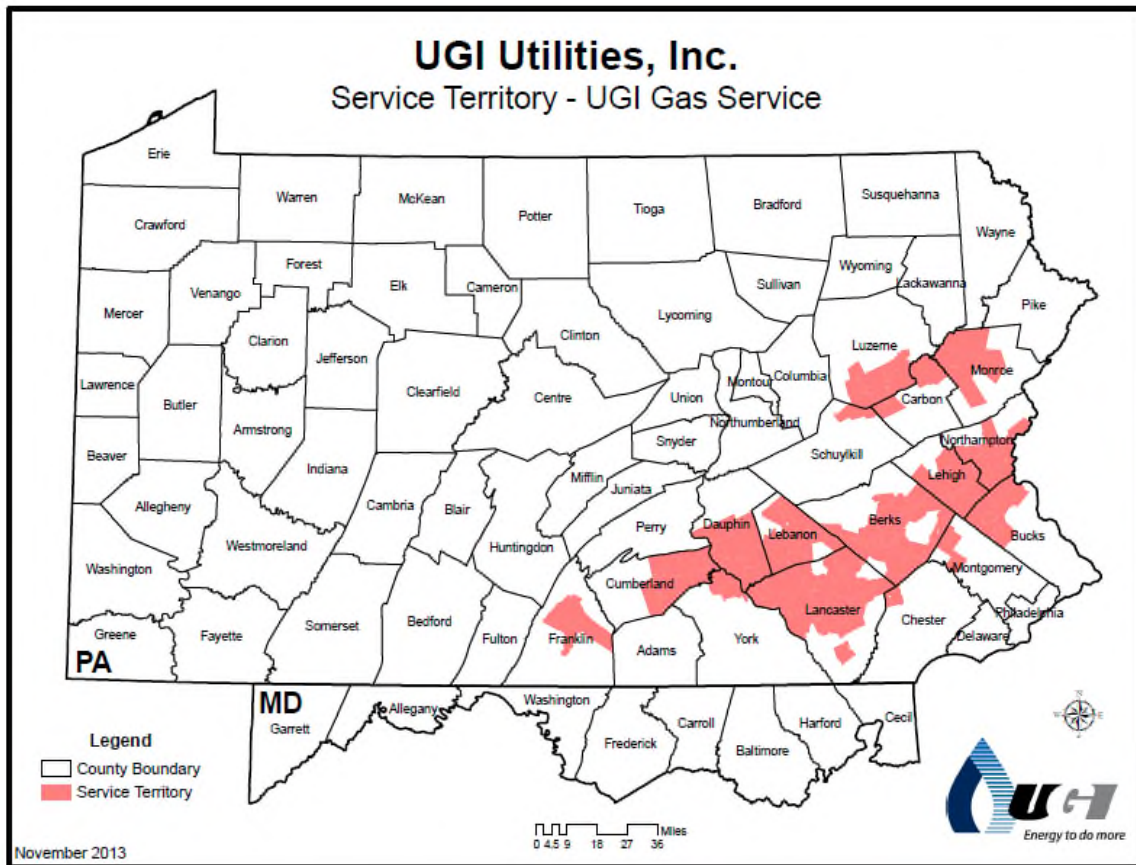 UGI Utilities, Inc.
Service Territory - UGI Gas Service
Erie
Warren
McKean
Potter
Tioga
Bradford
Susquehanna
Crawford
Wayne
Forest
Elk
Cameron
Sullivan
Wyoming
Lackawanna
Venango
Mercer
Lycoming
Pike
Clinton
Clarion
Jefferson
Luzerne
Monroe
Lawrence
Butler
Clearfield
Centre
Union
Montour
Columbia
Carbon
Armstrong
Northumberland
Northampton
Beaver
Indiana
Snyder
Schuylkill
Lehigh
Allegheny
Mifflin
Juniata
Cambria
Blair
Perry
Dauphin
Lebanon
Berks
Bucks
Westmoreland
Huntingdon
Washington
Cumberland
Montgomery
Lancaster
Philadelphia
Greene
Fayette
Somerset
Bedford
Fulton
Franklin
Adams
York
Chester
Delaware
PA
MD
Garrett
Allegany
Washington
Frederick
Carroll
Baltimore
Harford
Cecil
N
W
E
S
Legend
County Boundary
Service Territory
Miles
0 4.5 9 18 27 36
UGI
Energy to do more
November 2013